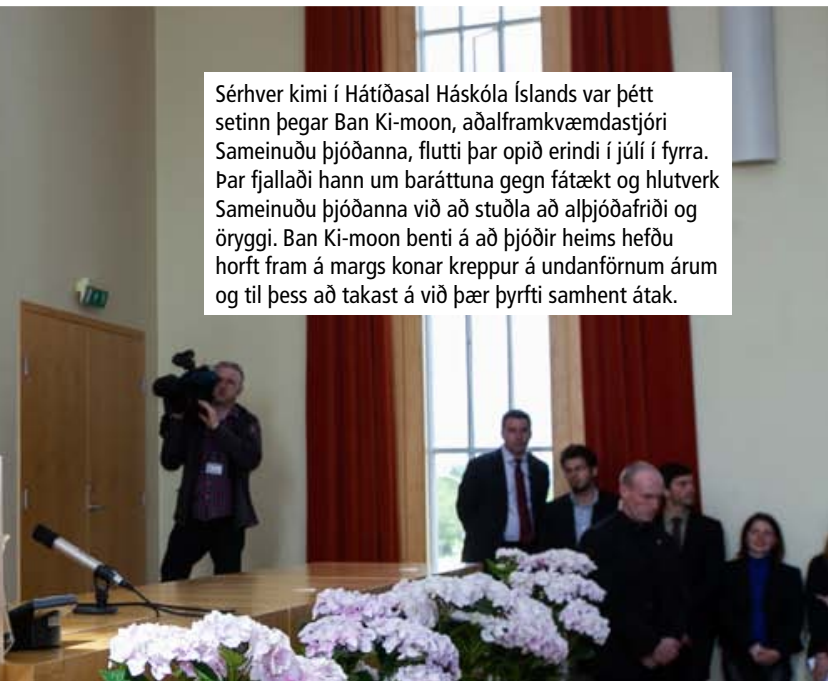 Sérhver kimi í Hátíðasal Háskóla Íslands var þétt
setinn þegar Ban Ki-moon, aðalframkvæmdastjóri
Sameinuðu þjóðanna, flutti þar opið erindi í júlí í fyrra.
Þar fjallaði hann um baráttuna gegn fátækt og hlutverk
Sameinuðu þjóðanna við að stuðla að alþjóðafriði og
öryggi. Ban Ki-moon benti á að þjóðir heims hefðu
horft fram á margs konar kreppur á undanförnum árum
og til þess að takast á við þær þyrfti samhent átak.